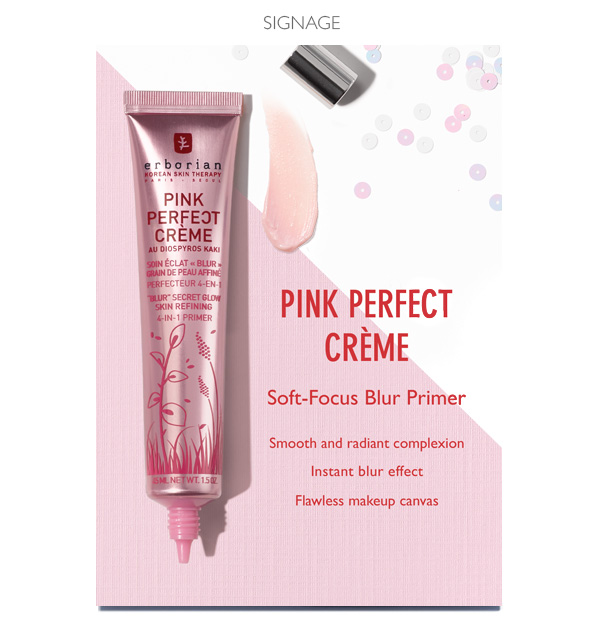 SIGNAGE
erborian
KOREAN SKIN THERAPY
PARIS - SEOUL
PINK
PERFECT
CRÈME
AU DIOSPYROS KAKI
SOIN ÉCLAT « BLUR »
GRAIN DE PEAU AFFINÉ
PERFECTEUR 4-EN-1
"BLUR" SECRET GLOW
SKIN REFINING
4-IN-1 PRIMER
45 ML NET WT. 1.5 OZ.
PINK PERFECT
CRÈME
Soft-Focus Blur Primer
Smooth and radiant complexion
Instant blur effect
Flawless makeup canvas